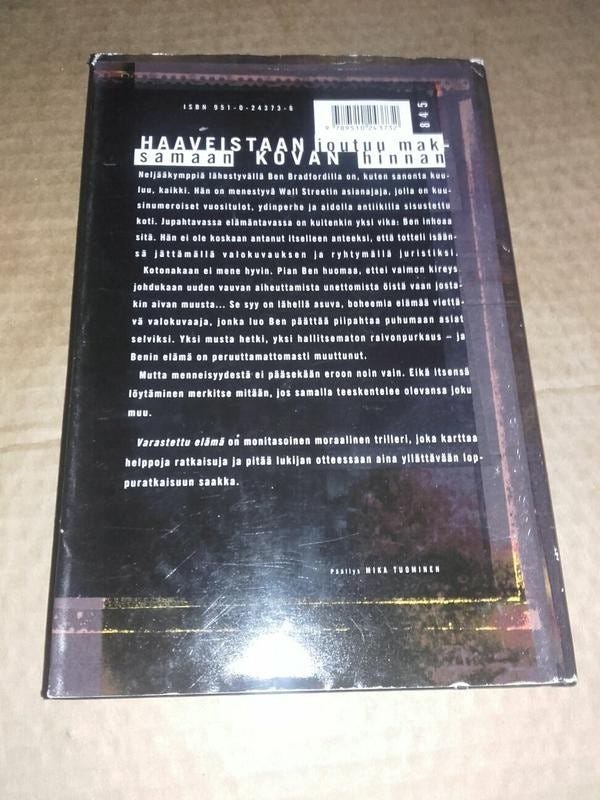 ISBN 951-0-24373-6
9 789510 243732
845
HAAVEISTAAN joutuu mak-
samaan KOVAN hinnan
Neljääkymppiä lähestyvällä Ben Bradfordilla on, kuten sanonta kuu-
luu, kaikki. Hän on menestyvä Wall Streetin asianajaja, jolla on kuu-
sinumeroiset vuositulot, ydinperhe ja aidolla antiikilla sisustettu
koti. Jupahtavassa elämäntavassa on kuitenkin yksi vika: Ben inhoaa
sitä. Hän ei ole koskaan antanut itselleen anteeksi, että totteli isään-
sä jättämällä valokuvauksen ja ryhtymällä juristiksi.
Kotonakaan ei mene hyvin. Pian Ben huomaa, ettei vaimon kireys
johdukaan uuden vauvan aiheuttamista unettomista öistä vaan josta-
kin aivan muusta... Se syy on lähellä asuva, boheemia elämää viettä-
vä valokuvaaja, jonka luo Ben päättää piipahtaa puhumaan asiat
selviksi. Yksi musta hetki, yksi hallitsematon raivonpurkaus – ja
Benin elämä on peruuttamattomasti muuttunut.
Mutta menneisyydestä ei pääsekään eroon noin vain. Eikä itsensä
löytäminen merkitse mitään, jos samalla teeskentelee olevansa joku
muu.
Varastettu elämä on monitasoinen moraalinen trilleri, joka karttaa
helppoja ratkaisuja ja pitää lukijan otteessaan aina yllättävään lop-
puratkaisuun saakka.
Päällys MIKA TUOMINEN